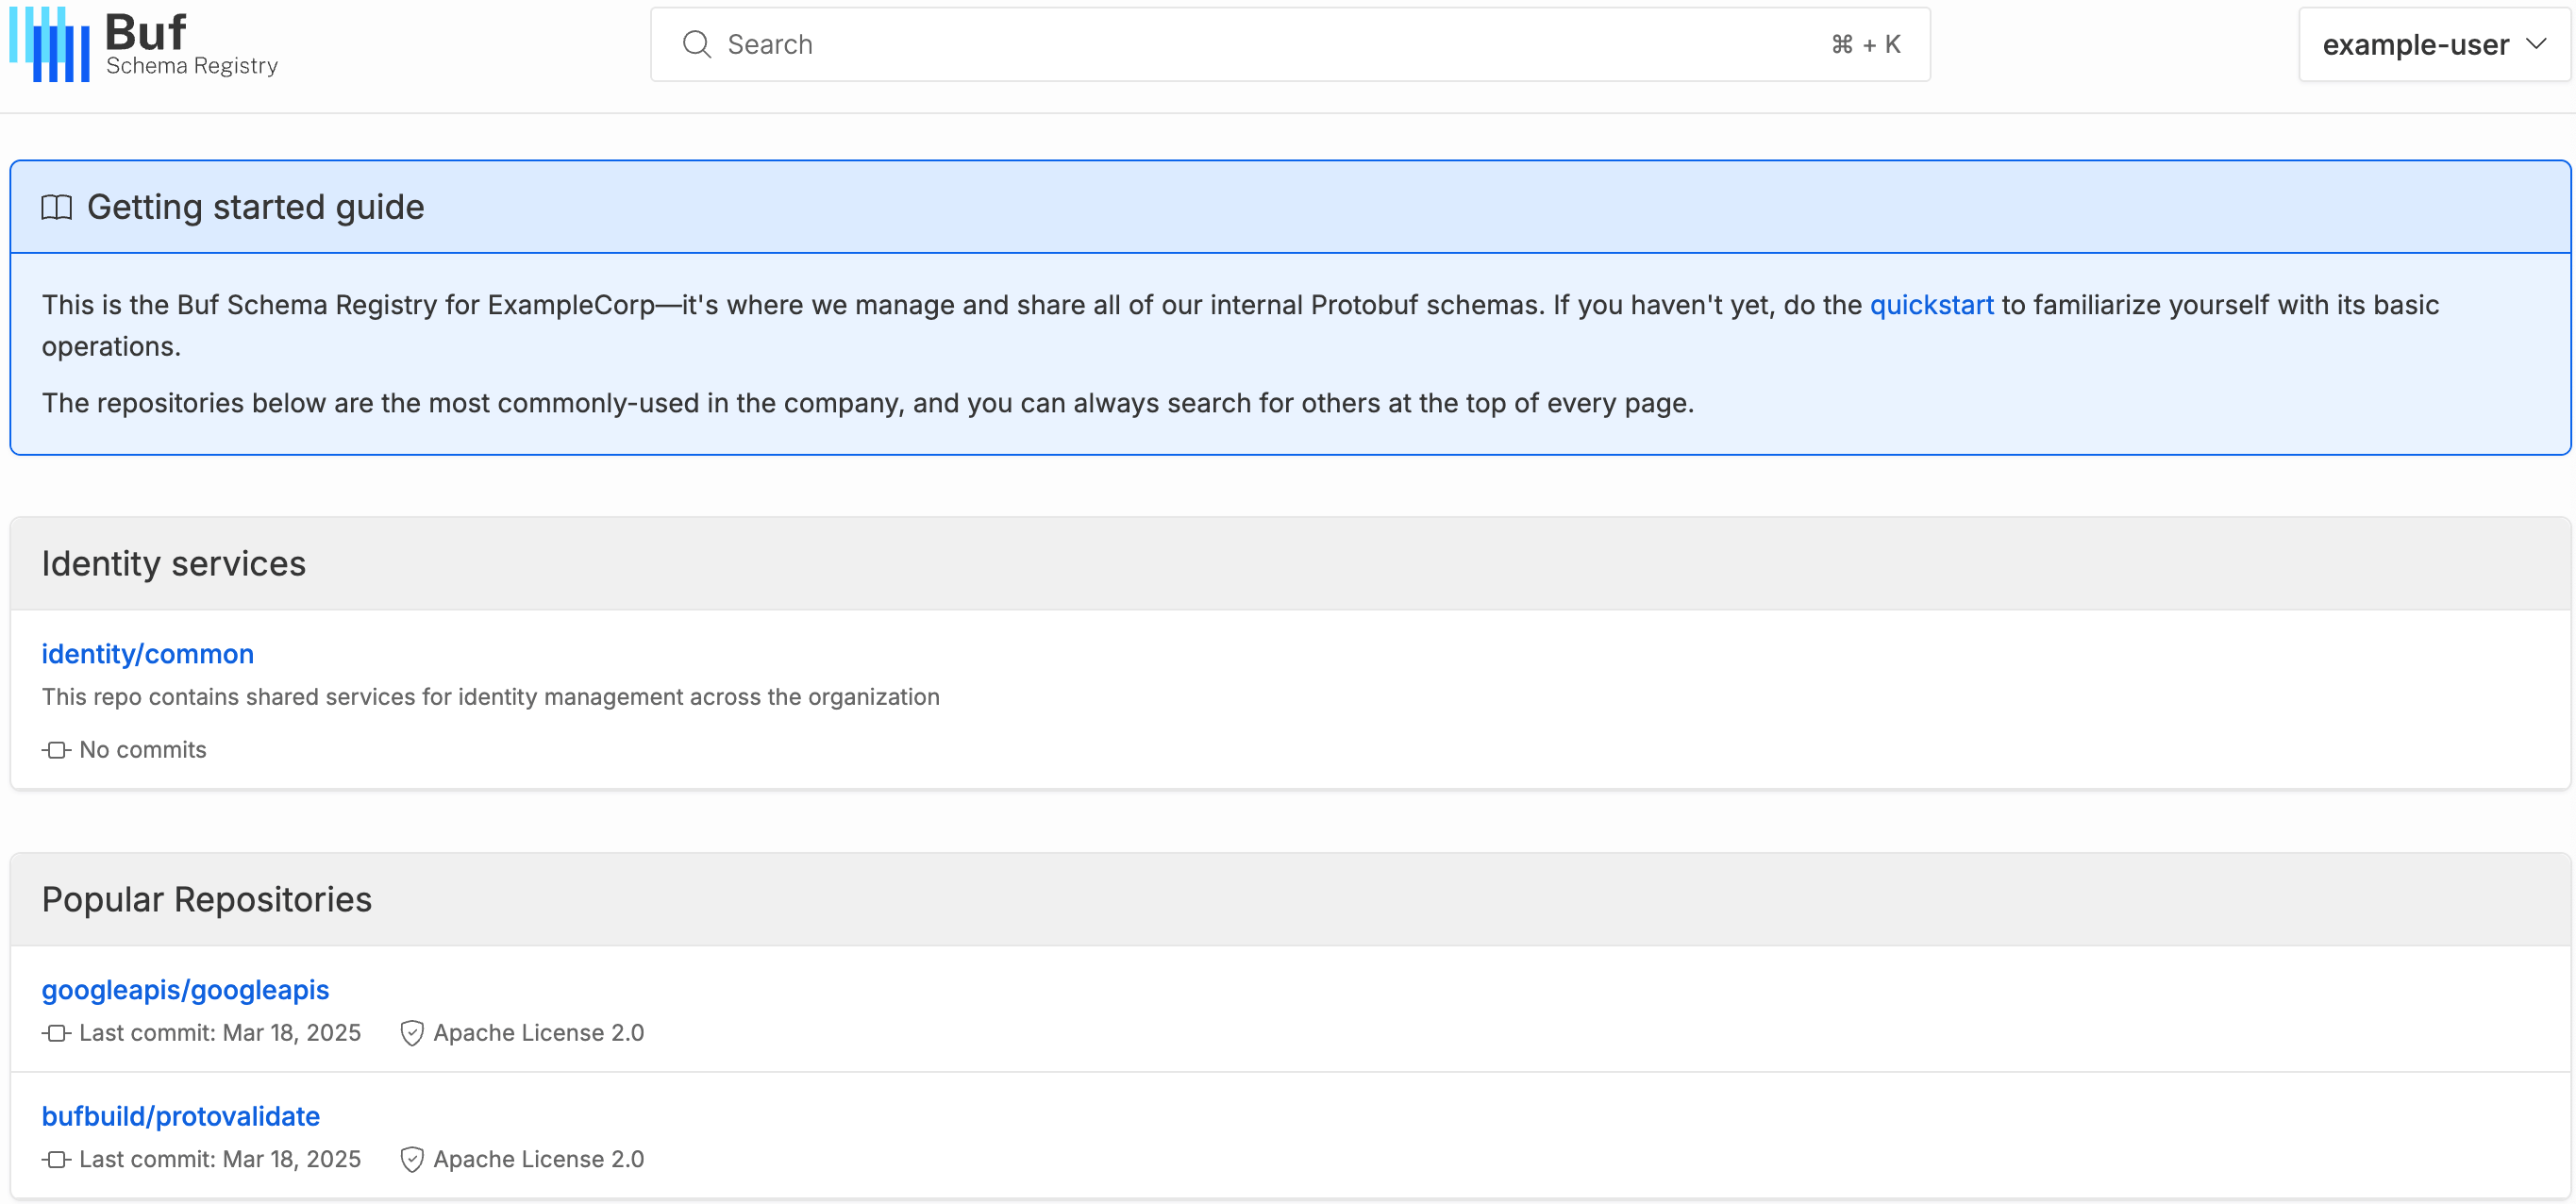 Buf
Schema Registry
Search
⌘ + K
example-user
Getting started guide
This is the Buf Schema Registry for ExampleCorp—it's where we manage and share all of our internal Protobuf schemas. If you haven't yet, do the quickstart to familiarize yourself with its basic
operations.
The repositories below are the most commonly-used in the company, and you can always search for others at the top of every page.
Identity services
identity/common
This repo contains shared services for identity management across the organization
No commits
Popular Repositories
googleapis/googleapis
Last commit: Mar 18, 2025 Apache License 2.0
bufbuild/protovalidate
Last commit: Mar 18, 2025 Apache License 2.0